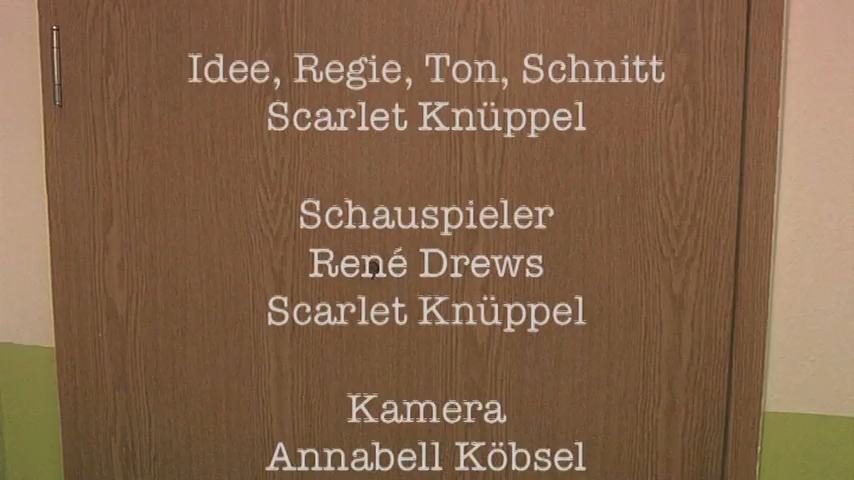 Idee, Regie, Ton, Schnitt
Scarlet Knüppel
Schauspieler
René Drews
Scarlet Knüppel
Kamera
Annabell Köbsel